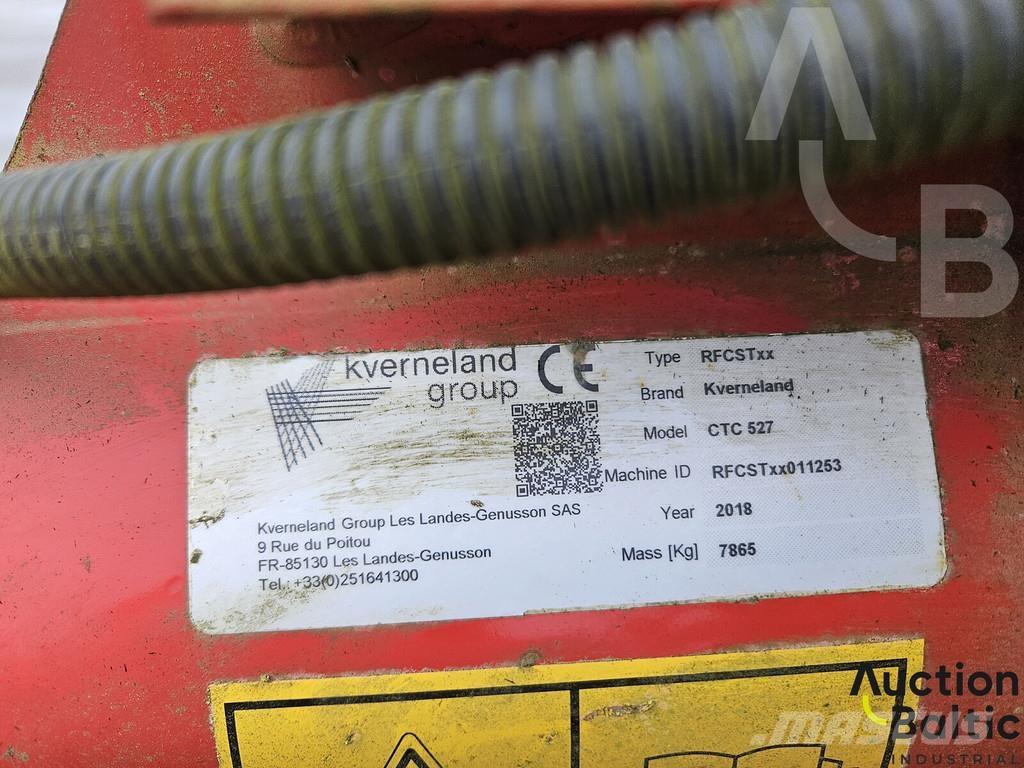 A
B
kverneland
group
CE
Type RFCSTxx
Brand Kverneland
Model CTC 527
Machine ID RFCSTxx011253
Year 2018
Mass [Kg] 7865
Kverneland Group Les Landes-Genusson SAS
9 Rue du Poitou
FR-85130 Les Landes-Genusson
Tel.: +33(0)251641300
Auction
Baltic
INDUSTRIAL
mascus